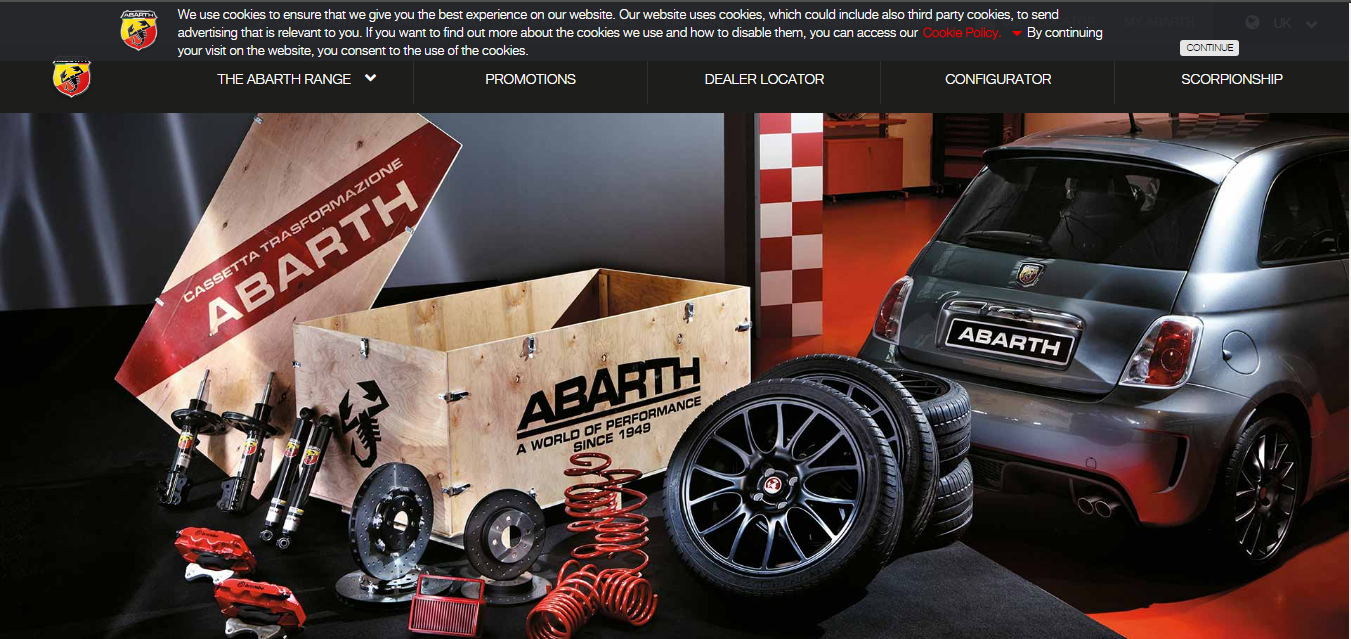 ABARTH
We use cookies to ensure that we give you the best experience on our website. Our website uses cookies, which could include also third party cookies, to send
advertising that is relevant to you. If you want to find out more about the cookies we use and how to disable them, you can access our Cookie Policy. By continuing
your visit on the website, you consent to the use of the cookies.
CONTINUE
UK
THE ABARTH RANGE
PROMOTIONS
DEALER LOCATOR
CONFIGURATOR
SCORPIONSHIP
CASSETTA TRASFORMAZIONE
ABARTH
ABARTH
A WORLD OF PERFORMANCE
SINCE 1949
ABARTH
brembo
brembo